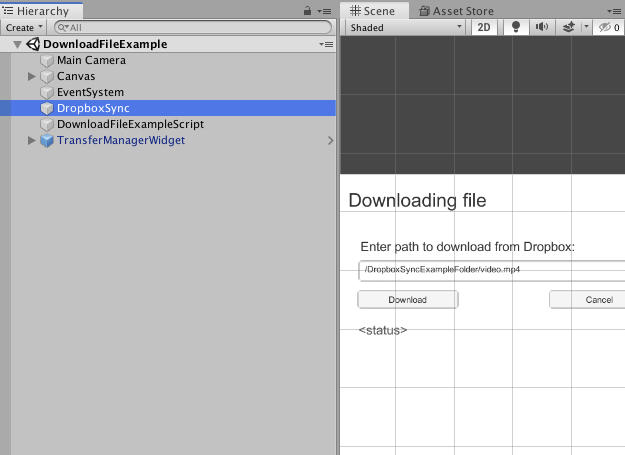 Hierarchy
Create
All
DownloadFileExample
Main Camera
Canvas
EventSystem
DropboxSync
DownloadFileExampleScript
TransferManagerWidget
Scene
Asset Store
Shaded
2D
0
Downloading file
Enter path to download from Dropbox:
/DropboxSyncExampleFolder/video.mp4
Download
Cancel
<status>